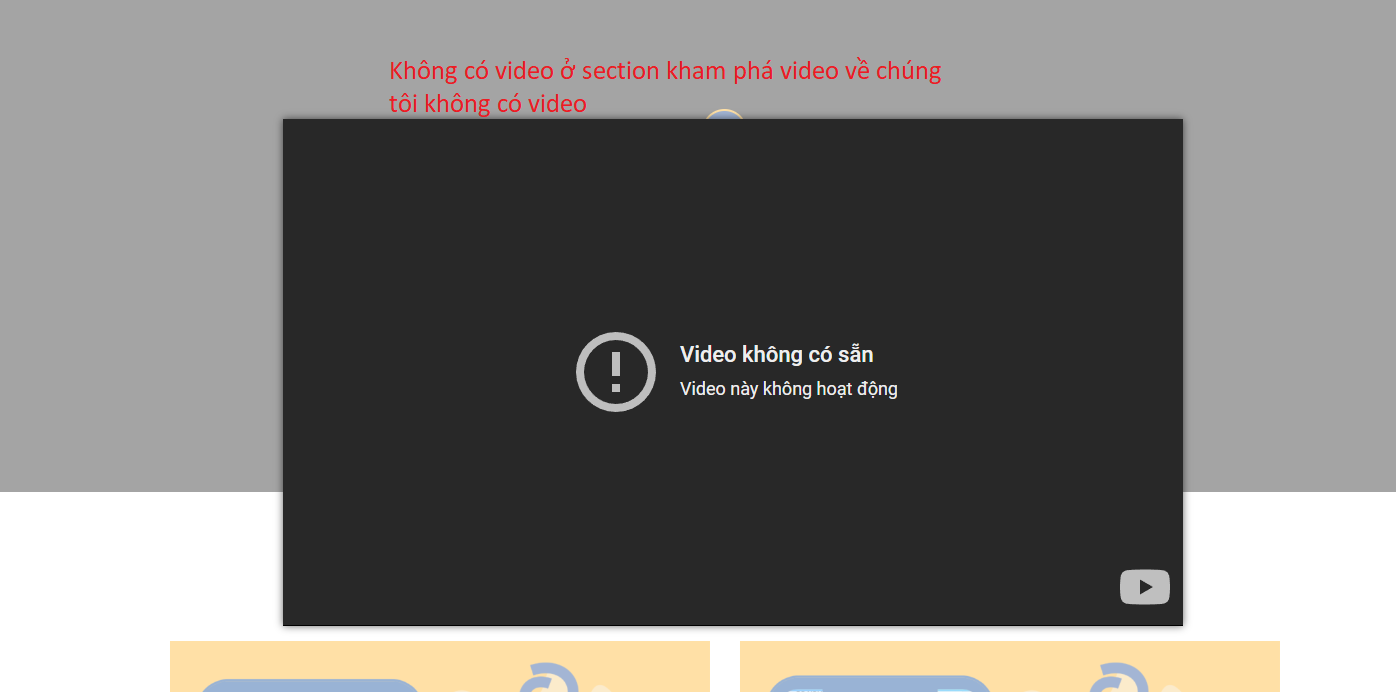 Không có video ở section kham phá video về chúng
tôi không có video
Video không có sẵn
Video này không hoạt động